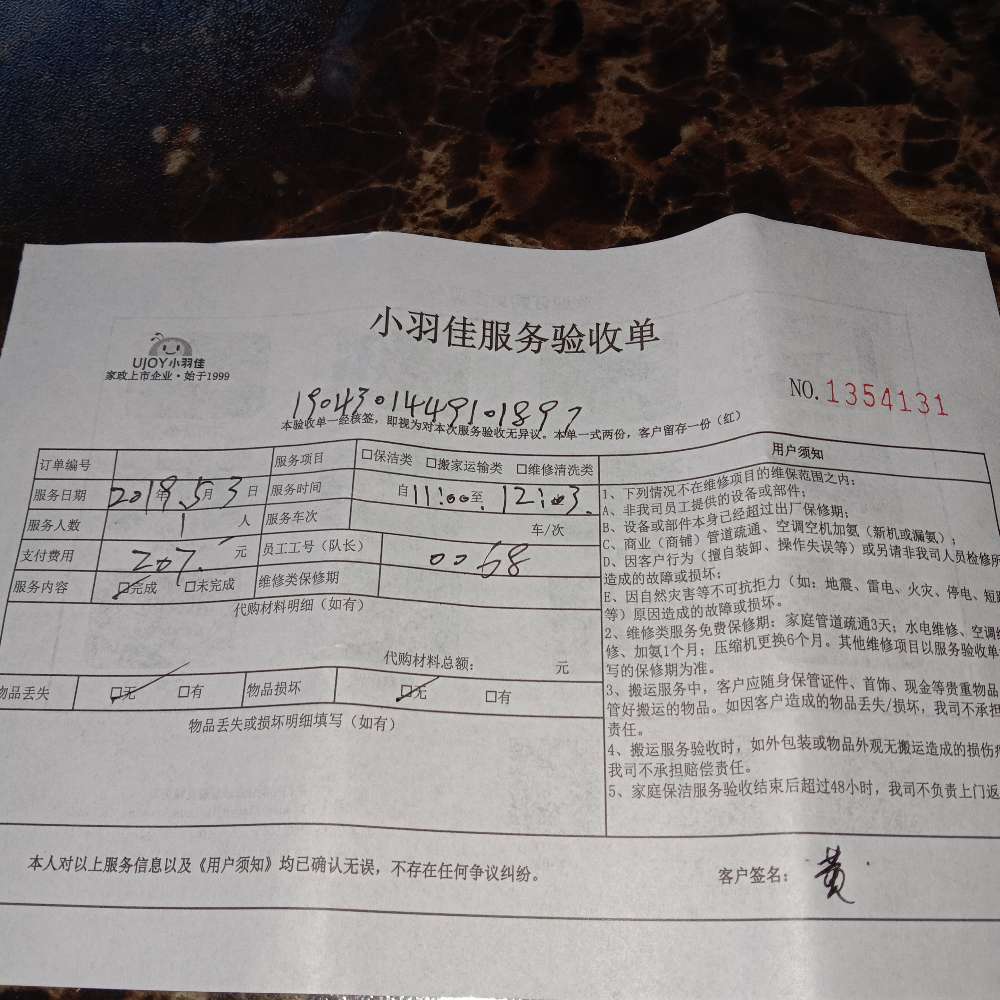 小羽佳服务验收单
UJOY小羽佳
家政上市企业·始于1999
NO.1354131
1904301449101897
本验收单一经核签，即视为对本次服务验收无异议。本单一式两份，客户留存一份（红）
订单编号 服务项目 □保洁类 □搬家运输类 □维修清洗类
服务日期 2019年5月3日 服务时间 自11:00至12:03.
服务人数 1 人 服务车次 车/次
支付费用 207. 元 员工工号（队长） 0068
服务内容 □完成 □未完成 维修类保修期
代购材料明细（如有）
代购材料总额： 元
物品丢失 □无 □有 物品损坏 □无 □有
物品丢失或损坏明细填写（如有）
用户须知
1、下列情况不在维修项目的维保范围之内：
A、非我司员工提供的设备或部件；
B、设备或部件本身已经超过出厂保修期；
C、商业（商铺）管道疏通、空调空机加氨（新机或漏氨）；
D、因客户行为（擅自装卸、操作失误等）或另请非我司人员检修所
造成的故障或损坏；
E、因自然灾害等不可抗拒力（如：地震、雷电、火灾、停电、短路
等）原因造成的故障或损坏。
2、维修类服务免费保修期：家庭管道疏通3天；水电维修、空调维
修、加氨1个月；压缩机更换6个月。其他维修项目以服务验收单
写的保修期为准。
3、搬运服务中，客户应随身保管证件、首饰、现金等贵重物品
管好搬运的物品。如因客户造成的物品丢失/损坏，我司不承担
责任。
4、搬运服务验收时，如外包装或物品外观无搬运造成的损伤
我司不承担赔偿责任。
5、家庭保洁服务验收结束后超过48小时，我司不负责上门返
本人对以上服务信息以及《用户须知》均已确认无误，不存在任何争议纠纷。
客户签名： 黄